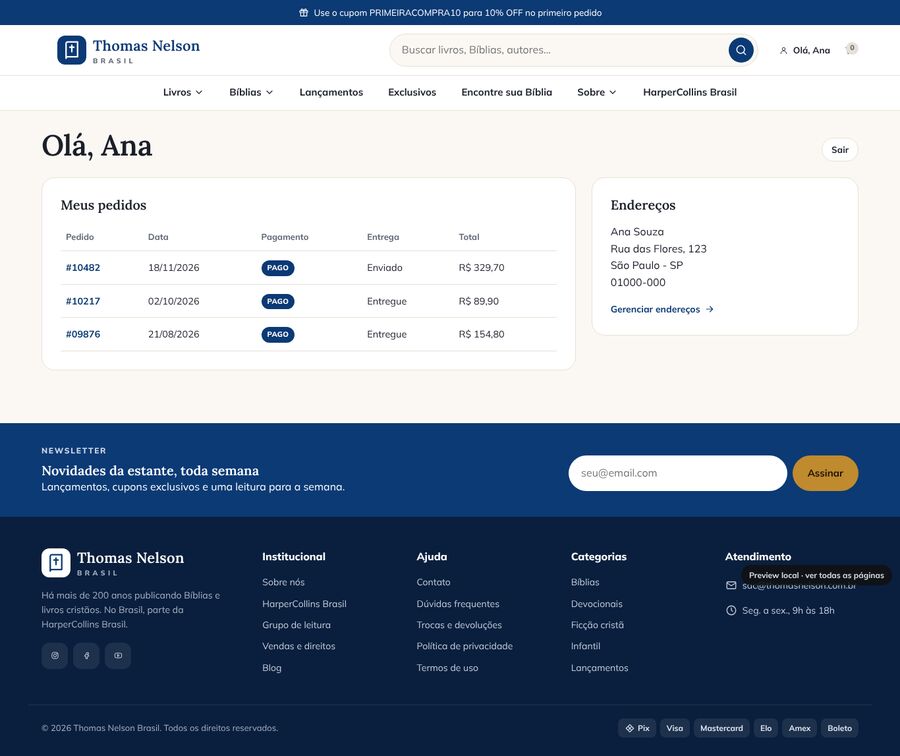 Use o cupom PRIMEIRACOMPRA10 para 10% OFF no primeiro pedido
Thomas Nelson
BRASIL
Buscar livros, Bíblias, autores...
Olá, Ana
0
Livros
Bíblias
Lançamentos
Exclusivos
Encontre sua Bíblia
Sobre
HarperCollins Brasil
Olá, Ana
Sair
Meus pedidos
Pedido Data Pagamento Entrega Total
#10482 18/11/2026 PAGO Enviado R$ 329,70
#10217 02/10/2026 PAGO Entregue R$ 89,90
#09876 21/08/2026 PAGO Entregue R$ 154,80
Endereços
Ana Souza
Rua das Flores, 123
São Paulo - SP
01000-000
Gerenciar endereços
NEWSLETTER
Novidades da estante, toda semana
Lançamentos, cupons exclusivos e uma leitura para a semana.
seu@email.com
Assinar
Thomas Nelson
BRASIL
Há mais de 200 anos publicando Bíblias e
livros cristãos. No Brasil, parte da
HarperCollins Brasil.
Institucional
Sobre nós
HarperCollins Brasil
Grupo de leitura
Vendas e direitos
Blog
Ajuda
Contato
Dúvidas frequentes
Trocas e devoluções
Política de privacidade
Termos de uso
Categorias
Bíblias
Devocionais
Ficção cristã
Infantil
Lançamentos
Atendimento
Preview local · ver todas as páginas
sac@thomasnelson.com.br
Seg. a sex., 9h às 18h
© 2026 Thomas Nelson Brasil. Todos os direitos reservados.
Pix
Visa
Mastercard
Elo
Amex
Boleto